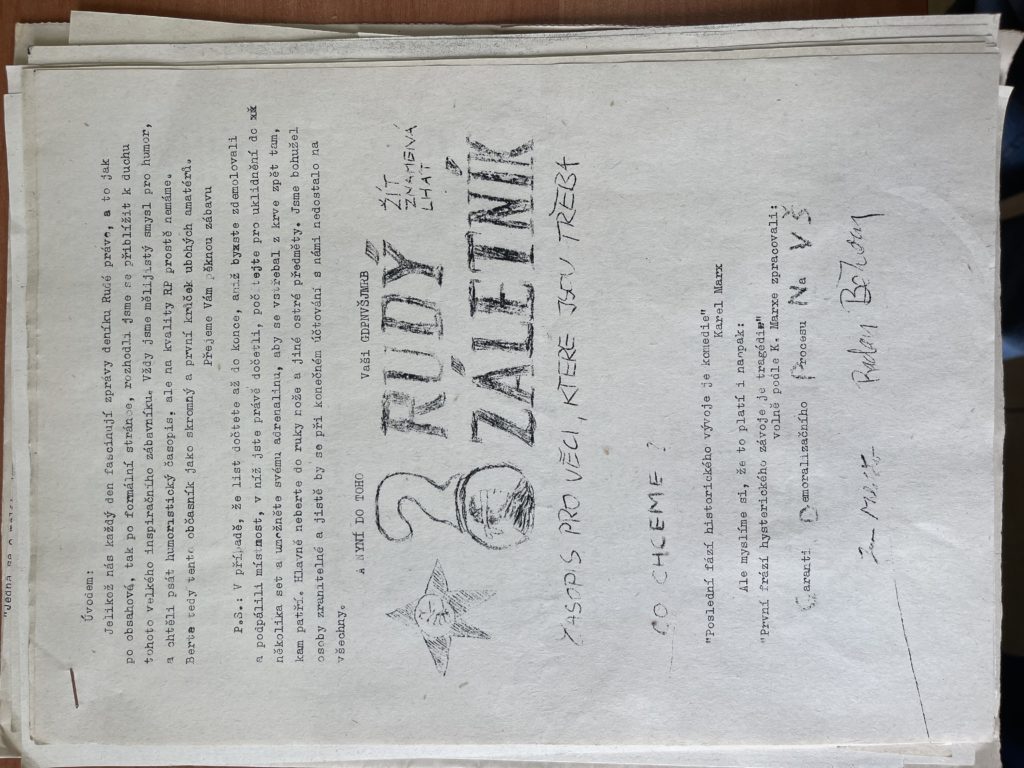 Úvodem:
Jelikož nás každý den fascinují zprávy deníku Rudé právo, a to jak
po obsahové, tak po formální stránce, rozhodli jsme se přiblížit k duchu
tohoto velkého inspiračního zábavníku. Vždy jsme mělijistý smysl pro humor,
a chtěli psát humoristický časopis, ale na kvality RP prostě nemáme.
Berte tedy tento občasník jako skromný a první krůček ubohých amatérů.
Přejeme Vám pěknou zábavu
P.S.: V případě, že list dočtete až do konce, aniž byste zdemolovali
a podpálili místnost, v níž jste právě dočetli, počítejte pro uklidnění do
několika set a umožněte svému adrenalinu, aby se vstřebal z krve zpět tam,
kam patří. Hlavně neberte do ruky nože a jiné ostré předměty. Jsme bohužel
osoby zranitelné a jistě by se při konečném účtování s námi nedostalo na
všechny.
Vaši GDPNVŠJMRB
A NYNÍ DO TOHO
RUDÝ
ŽÍT
ZNAMENÁ
LHÁT
ZÁLETNÍK
ČASOPIS PRO VĚCI, KTERÉ JSOU TŘEBA
CO CHCEME ?
"Poslední fází historického vývoje je komedie"
Karel Marx
Ale myslíme si, že to platí i naopak:
"První frází hysterického závoje je tragédie"
volně podle K. Marxe zpracovali:
Garanti Demoralizačního Procesu Na VŠ
Radan